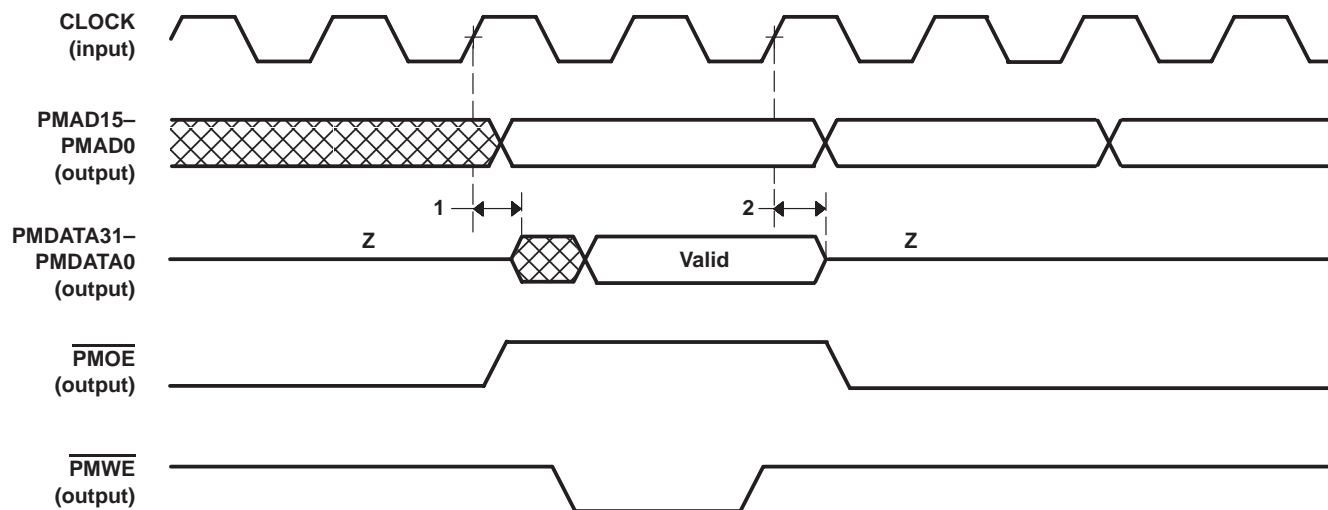 CLOCK
(input)
PMAD15–
PMAD0
(output)
1
2
PMDATA31–
PMDATA0
(output)
Z
Valid
Z
PMOE
(output)
PMWE
(output)